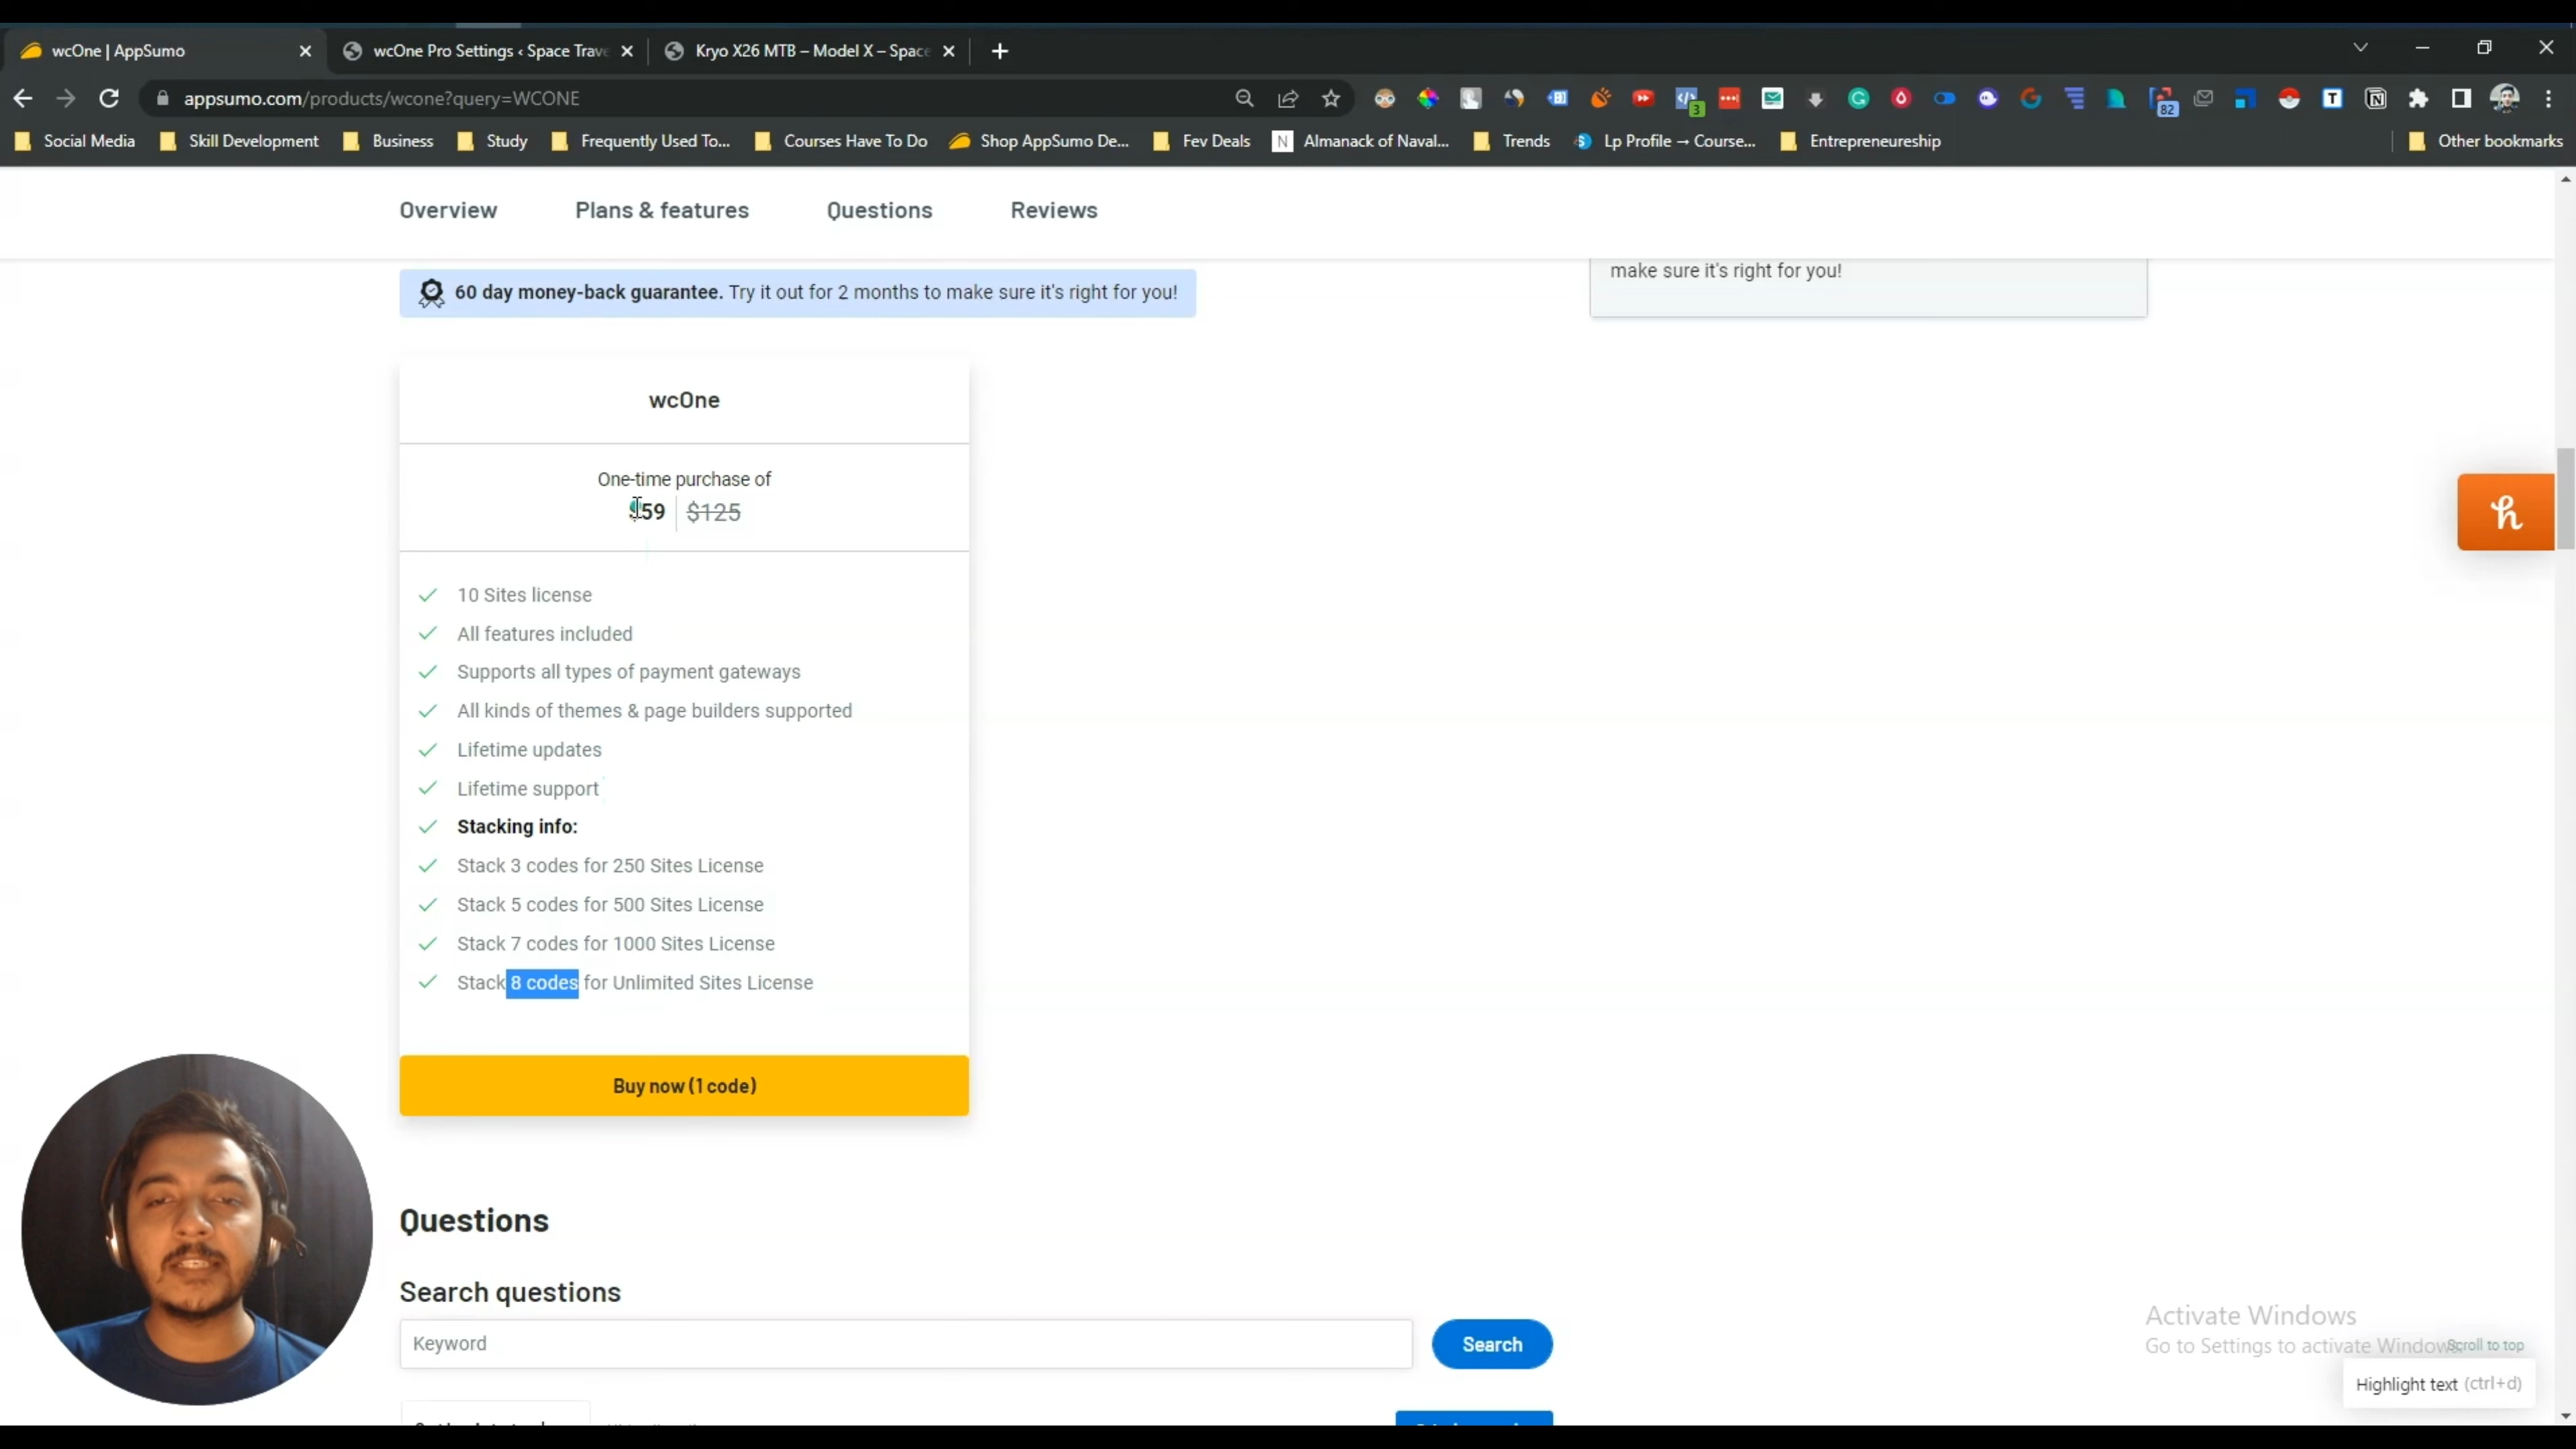 wcOne | AppSumo
wcOne Pro Settings ‹ Space Trave
Kryo X26 MTB – Model X – Space
appsumo.com/products/wcone?query=WCONE
3
82
Social Media
Skill Development
Business
Study
Frequently Used To...
Courses Have To Do
Shop AppSumo De...
Fev Deals
N
Almanack of Naval...
Trends
Lp Profile → Course...
Entrepreneureship
Other bookmarks
Overview
Plans & features
Questions
Reviews
make sure it's right for you!
60 day money-back guarantee. Try it out for 2 months to make sure it's right for you!
wcOne
One-time purchase of
$59 $125
h
10 Sites license
All features included
Supports all types of payment gateways
All kinds of themes & page builders supported
Lifetime updates
Lifetime support
Stacking info:
Stack 3 codes for 250 Sites License
Stack 5 codes for 500 Sites License
Stack 7 codes for 1000 Sites License
Stack 8 codes for Unlimited Sites License
Buy now (1 code)
Questions
Search questions
Keyword
Search
Activate Windows
Go to Settings to activate Windows.
Scroll to top
Highlight text (ctrl+d)